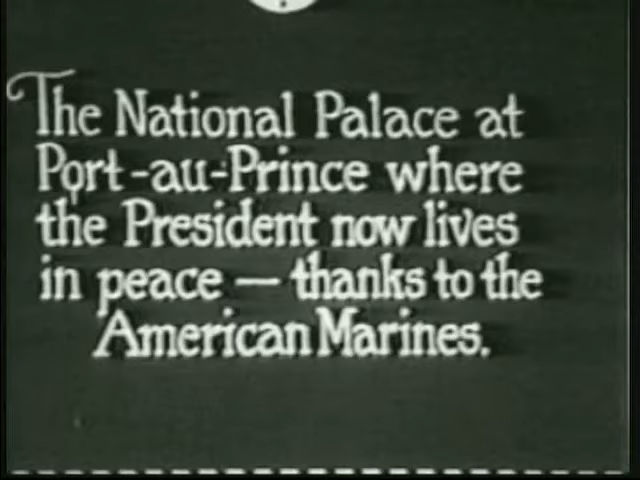 The National Palace at
Port-au-Prince where
the President now lives
in peace — thanks to the
American Marines.